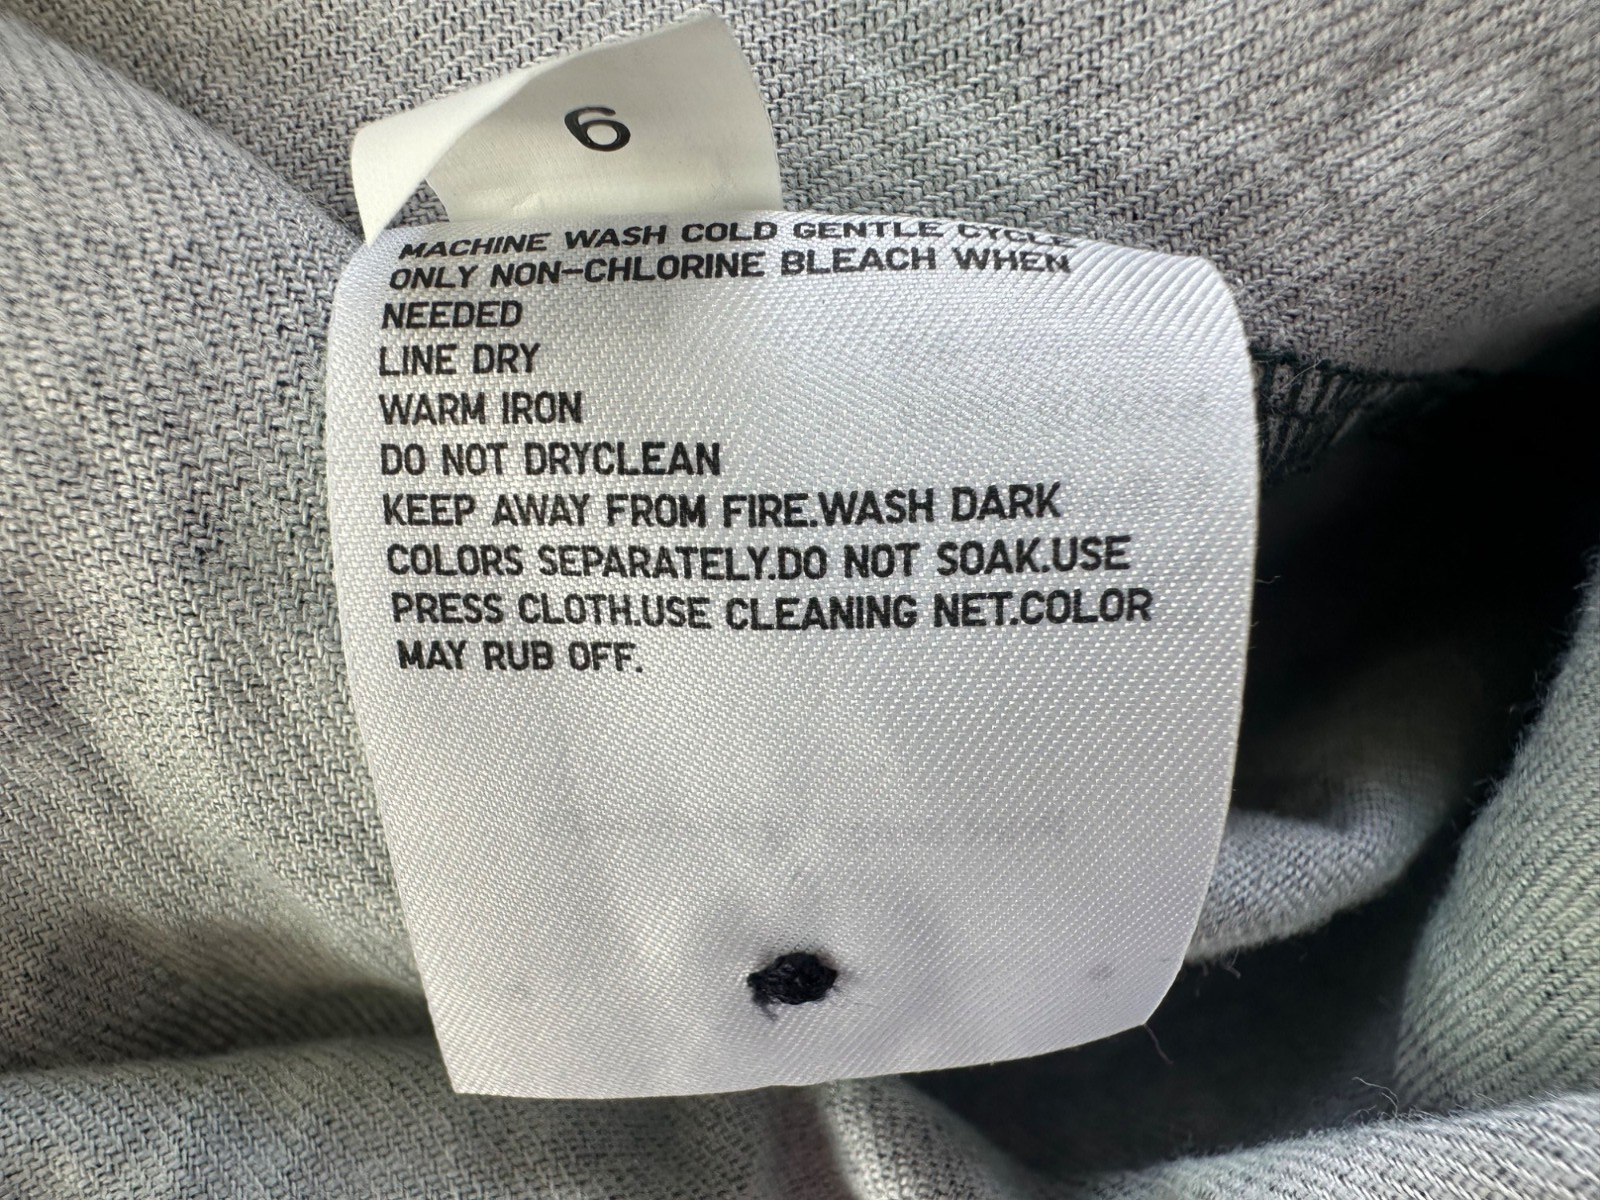 6
MACHINE WASH COLD GENTLE CYCLE
ONLY NON-CHLORINE BLEACH WHEN
NEEDED
LINE DRY
WARM IRON
DO NOT DRYCLEAN
KEEP AWAY FROM FIRE.WASH DARK
COLORS SEPARATELY.DO NOT SOAK.USE
PRESS CLOTH.USE CLEANING NET.COLOR
MAY RUB OFF.